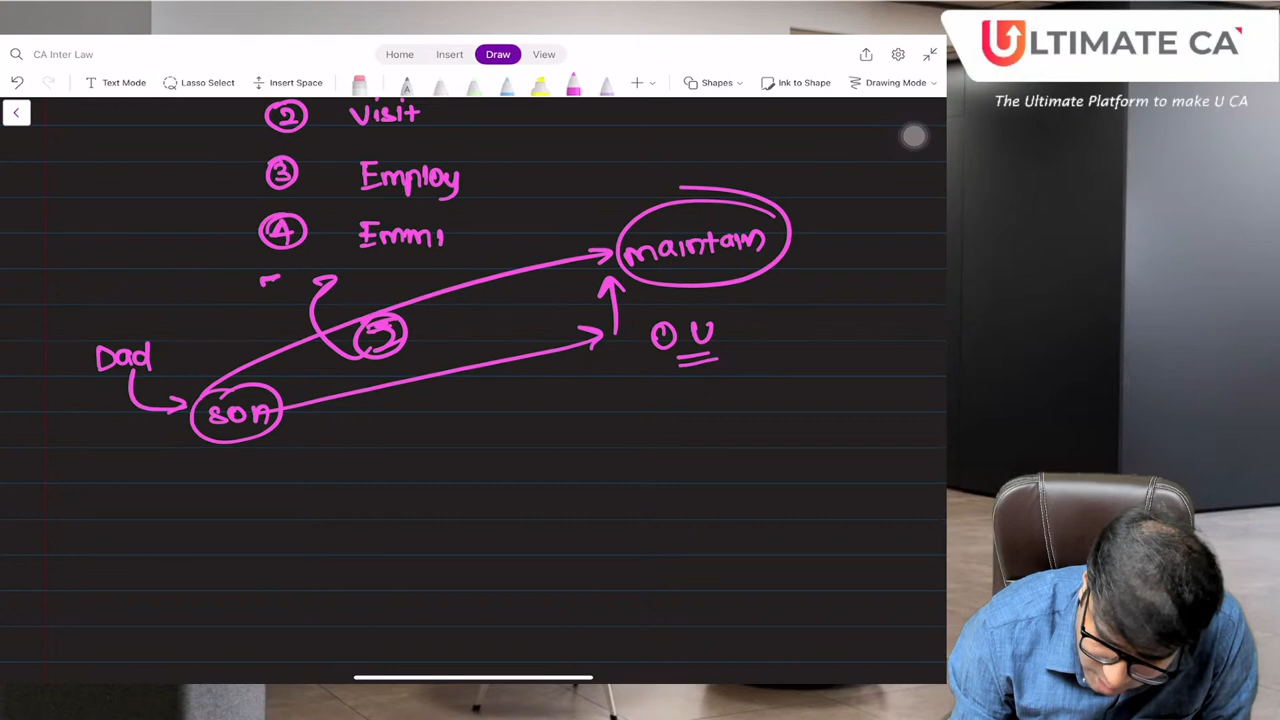 CA Inter Law
Home Insert Draw View
Text Mode Lasso Select Insert Space Shapes Ink to Shape Drawing Mode
ULTIMATE CA
The Ultimate Platform to make U CA
2 Visit
3 Employ
4 Emmi
maintain
5
O U
Dad
son